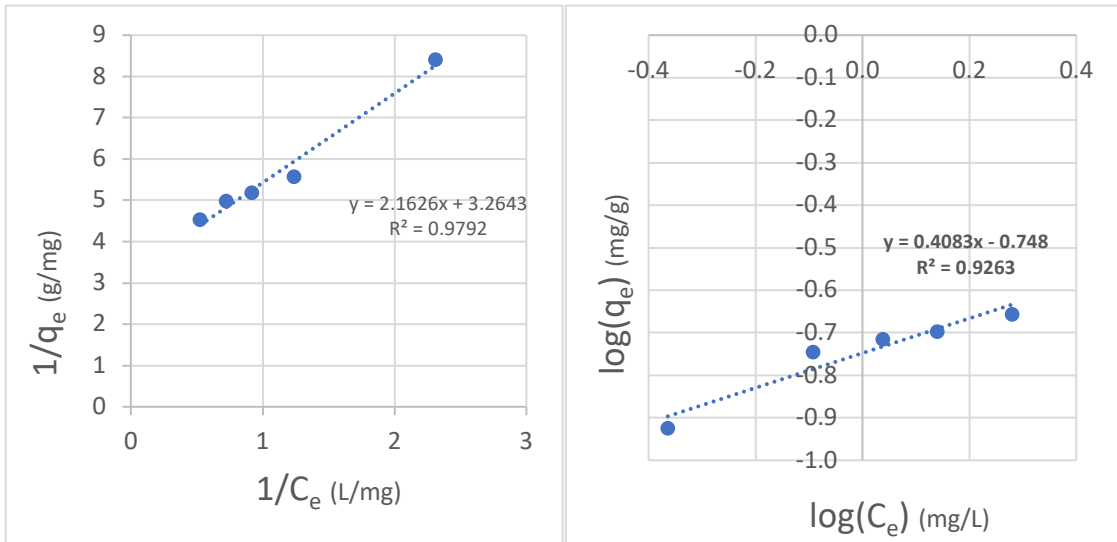 9
8
7
6
5
4
3
2
1
0
0 1 2 3
1/qₑ (g/mg)
y = 2.1626x + 3.2643
R² = 0.9792
1/Cₑ (L/mg)
0.0
-0.4 -0.2 0.0 0.2 0.4
-0.1
-0.2
-0.3
-0.4
-0.5
-0.6
-0.7
-0.8
-0.9
-1.0
log(qₑ) (mg/g)
y = 0.4083x - 0.748
R² = 0.9263
log(Cₑ) (mg/L)